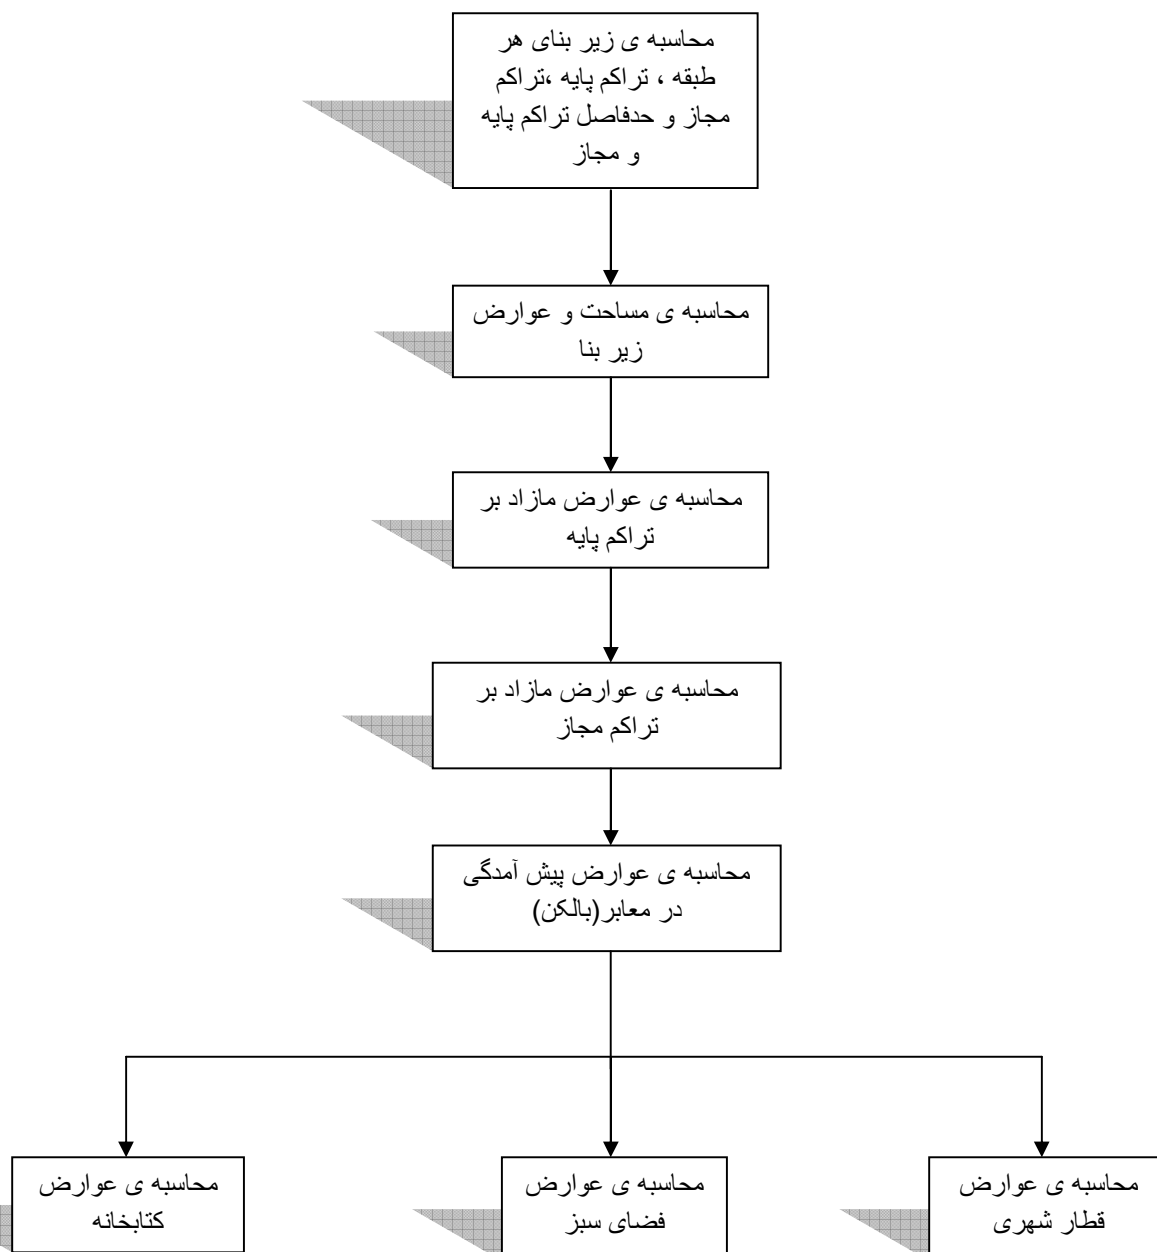 محاسبه ی زیر بنای هر
طبقه ، تراکم پایه ،تراکم
مجاز و حدفاصل تراکم پایه
و مجاز
محاسبه ی مساحت و عوارض
زیر بنا
محاسبه ی عوارض مازاد بر
تراکم پایه
محاسبه ی عوارض مازاد بر
تراکم مجاز
محاسبه ی عوارض پیش آمدگی
در معابر(بالکن)
محاسبه ی عوارض
قطار شهری
محاسبه ی عوارض
فضای سبز
محاسبه ی عوارض
کتابخانه